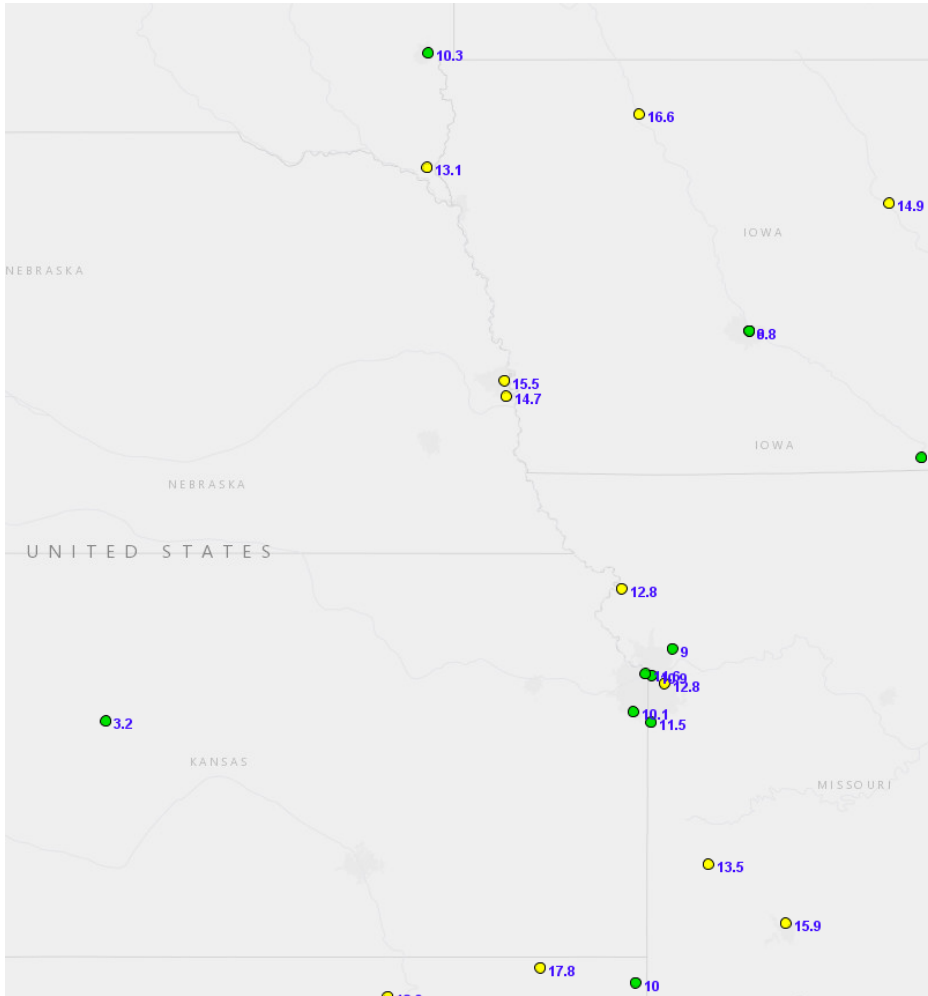 10.3
16.6
13.1
14.9
IOWA
NEBRASKA
15.5
14.7
IOWA
NEBRASKA
UNITED STATES
12.8
9
12.8
10.1
11.5
3.2
KANSAS
MISSOURI
13.5
15.9
17.8
10